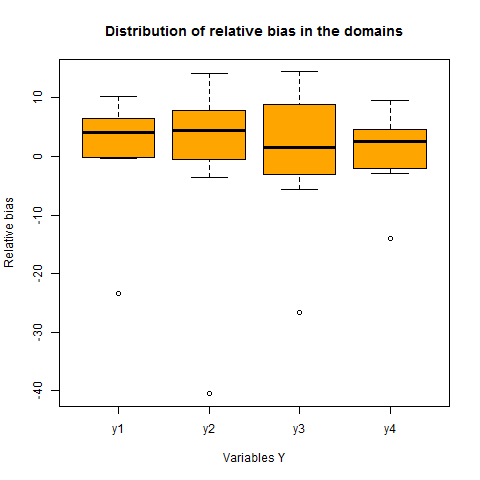 Distribution of relative bias in the domains
Relative bias
10
0
-10
-20
-30
-40
y1 y2 y3 y4
Variables Y